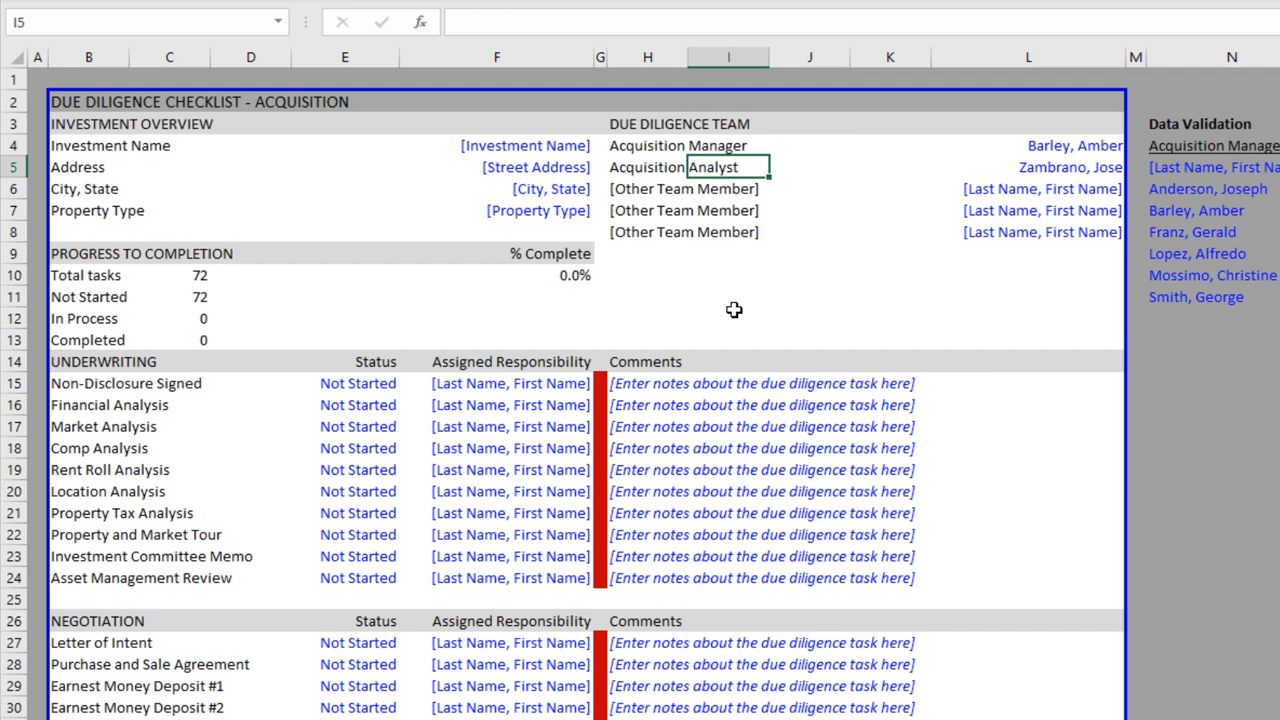 I5
fx
A B C D E F G H I J K L M N
1
2 DUE DILIGENCE CHECKLIST - ACQUISITION
3 INVESTMENT OVERVIEW DUE DILIGENCE TEAM Data Validation
4 Investment Name [Investment Name] Acquisition Manager Barley, Amber Acquisition Manage
5 Address [Street Address] Acquisition Analyst Zambrano, Jose [Last Name, First Na
6 City, State [City, State] [Other Team Member] [Last Name, First Name] Anderson, Joseph
7 Property Type [Property Type] [Other Team Member] [Last Name, First Name] Barley, Amber
8 [Other Team Member] [Last Name, First Name] Franz, Gerald
9 PROGRESS TO COMPLETION % Complete Lopez, Alfredo
10 Total tasks 72 0.0% Mossimo, Christine
11 Not Started 72 Smith, George
12 In Process 0
13 Completed 0
14 UNDERWRITING Status Assigned Responsibility Comments
15 Non-Disclosure Signed Not Started [Last Name, First Name] [Enter notes about the due diligence task here]
16 Financial Analysis Not Started [Last Name, First Name] [Enter notes about the due diligence task here]
17 Market Analysis Not Started [Last Name, First Name] [Enter notes about the due diligence task here]
18 Comp Analysis Not Started [Last Name, First Name] [Enter notes about the due diligence task here]
19 Rent Roll Analysis Not Started [Last Name, First Name] [Enter notes about the due diligence task here]
20 Location Analysis Not Started [Last Name, First Name] [Enter notes about the due diligence task here]
21 Property Tax Analysis Not Started [Last Name, First Name] [Enter notes about the due diligence task here]
22 Property and Market Tour Not Started [Last Name, First Name] [Enter notes about the due diligence task here]
23 Investment Committee Memo Not Started [Last Name, First Name] [Enter notes about the due diligence task here]
24 Asset Management Review Not Started [Last Name, First Name] [Enter notes about the due diligence task here]
25
26 NEGOTIATION Status Assigned Responsibility Comments
27 Letter of Intent Not Started [Last Name, First Name] [Enter notes about the due diligence task here]
28 Purchase and Sale Agreement Not Started [Last Name, First Name] [Enter notes about the due diligence task here]
29 Earnest Money Deposit #1 Not Started [Last Name, First Name] [Enter notes about the due diligence task here]
30 Earnest Money Deposit #2 Not Started [Last Name, First Name] [Enter notes about the due diligence task here]